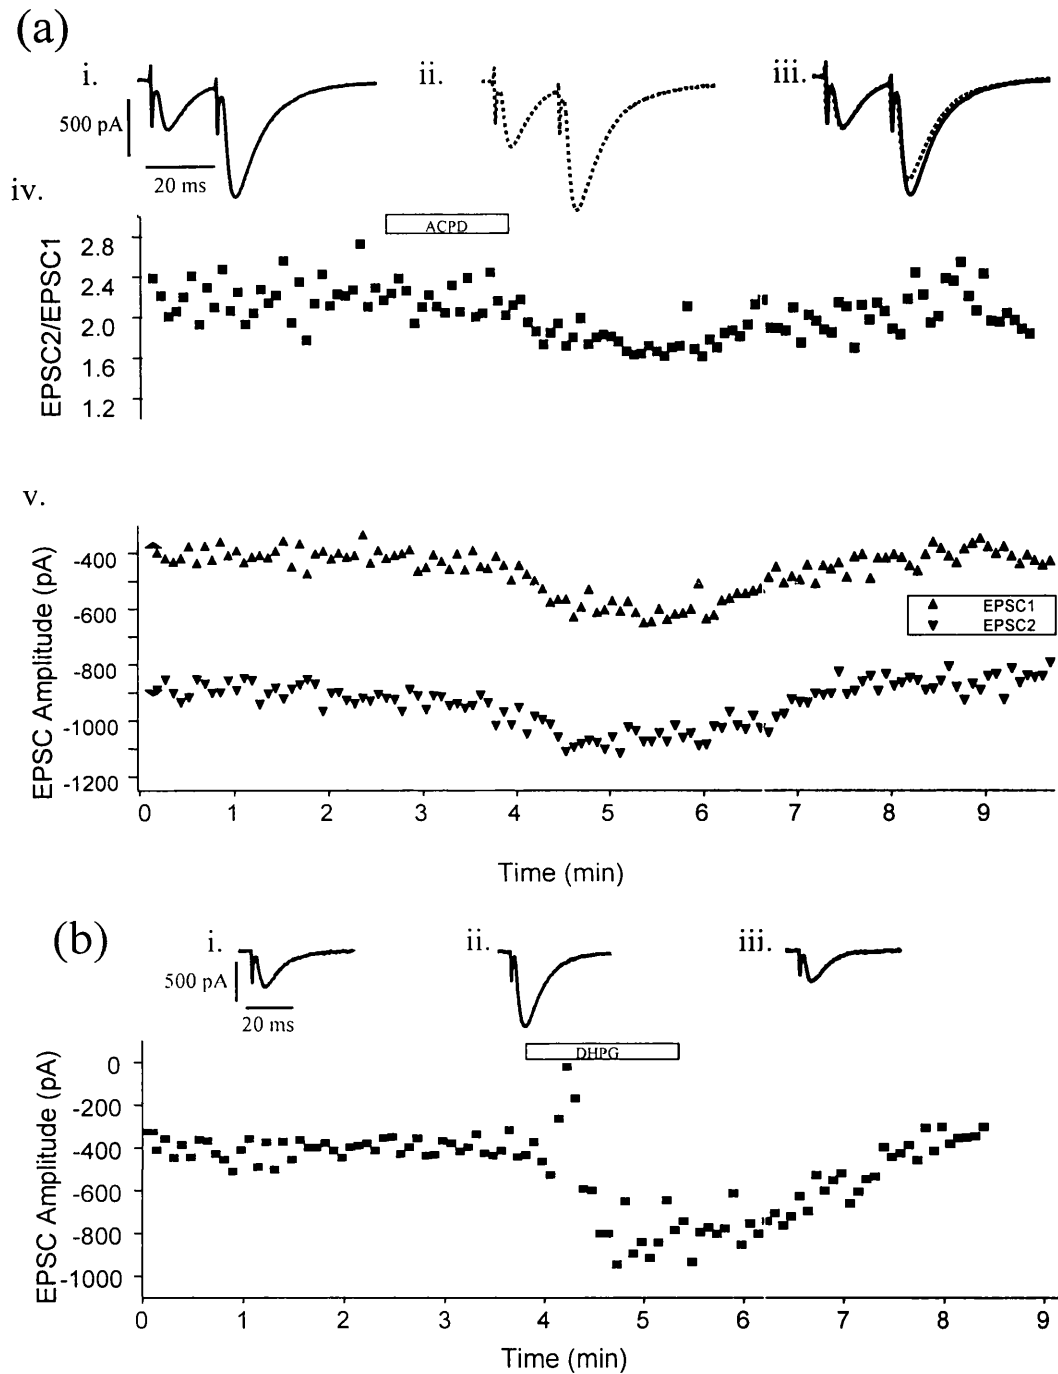 (a)
i.
ii.
iii.
500 pA
20 ms
iv.
ACPD
EPSC2/EPSC1
2.8
2.4
2.0
1.6
1.2
v.
EPSC Amplitude (pA)
-400
-600
-800
-1000
-1200
EPSC1
EPSC2
0 1 2 3 4 5 6 7 8 9
Time (min)
(b)
i.
ii.
iii.
500 pA
20 ms
DHPG
EPSC Amplitude (pA)
0
-200
-400
-600
-800
-1000
0 1 2 3 4 5 6 7 8 9
Time (min)